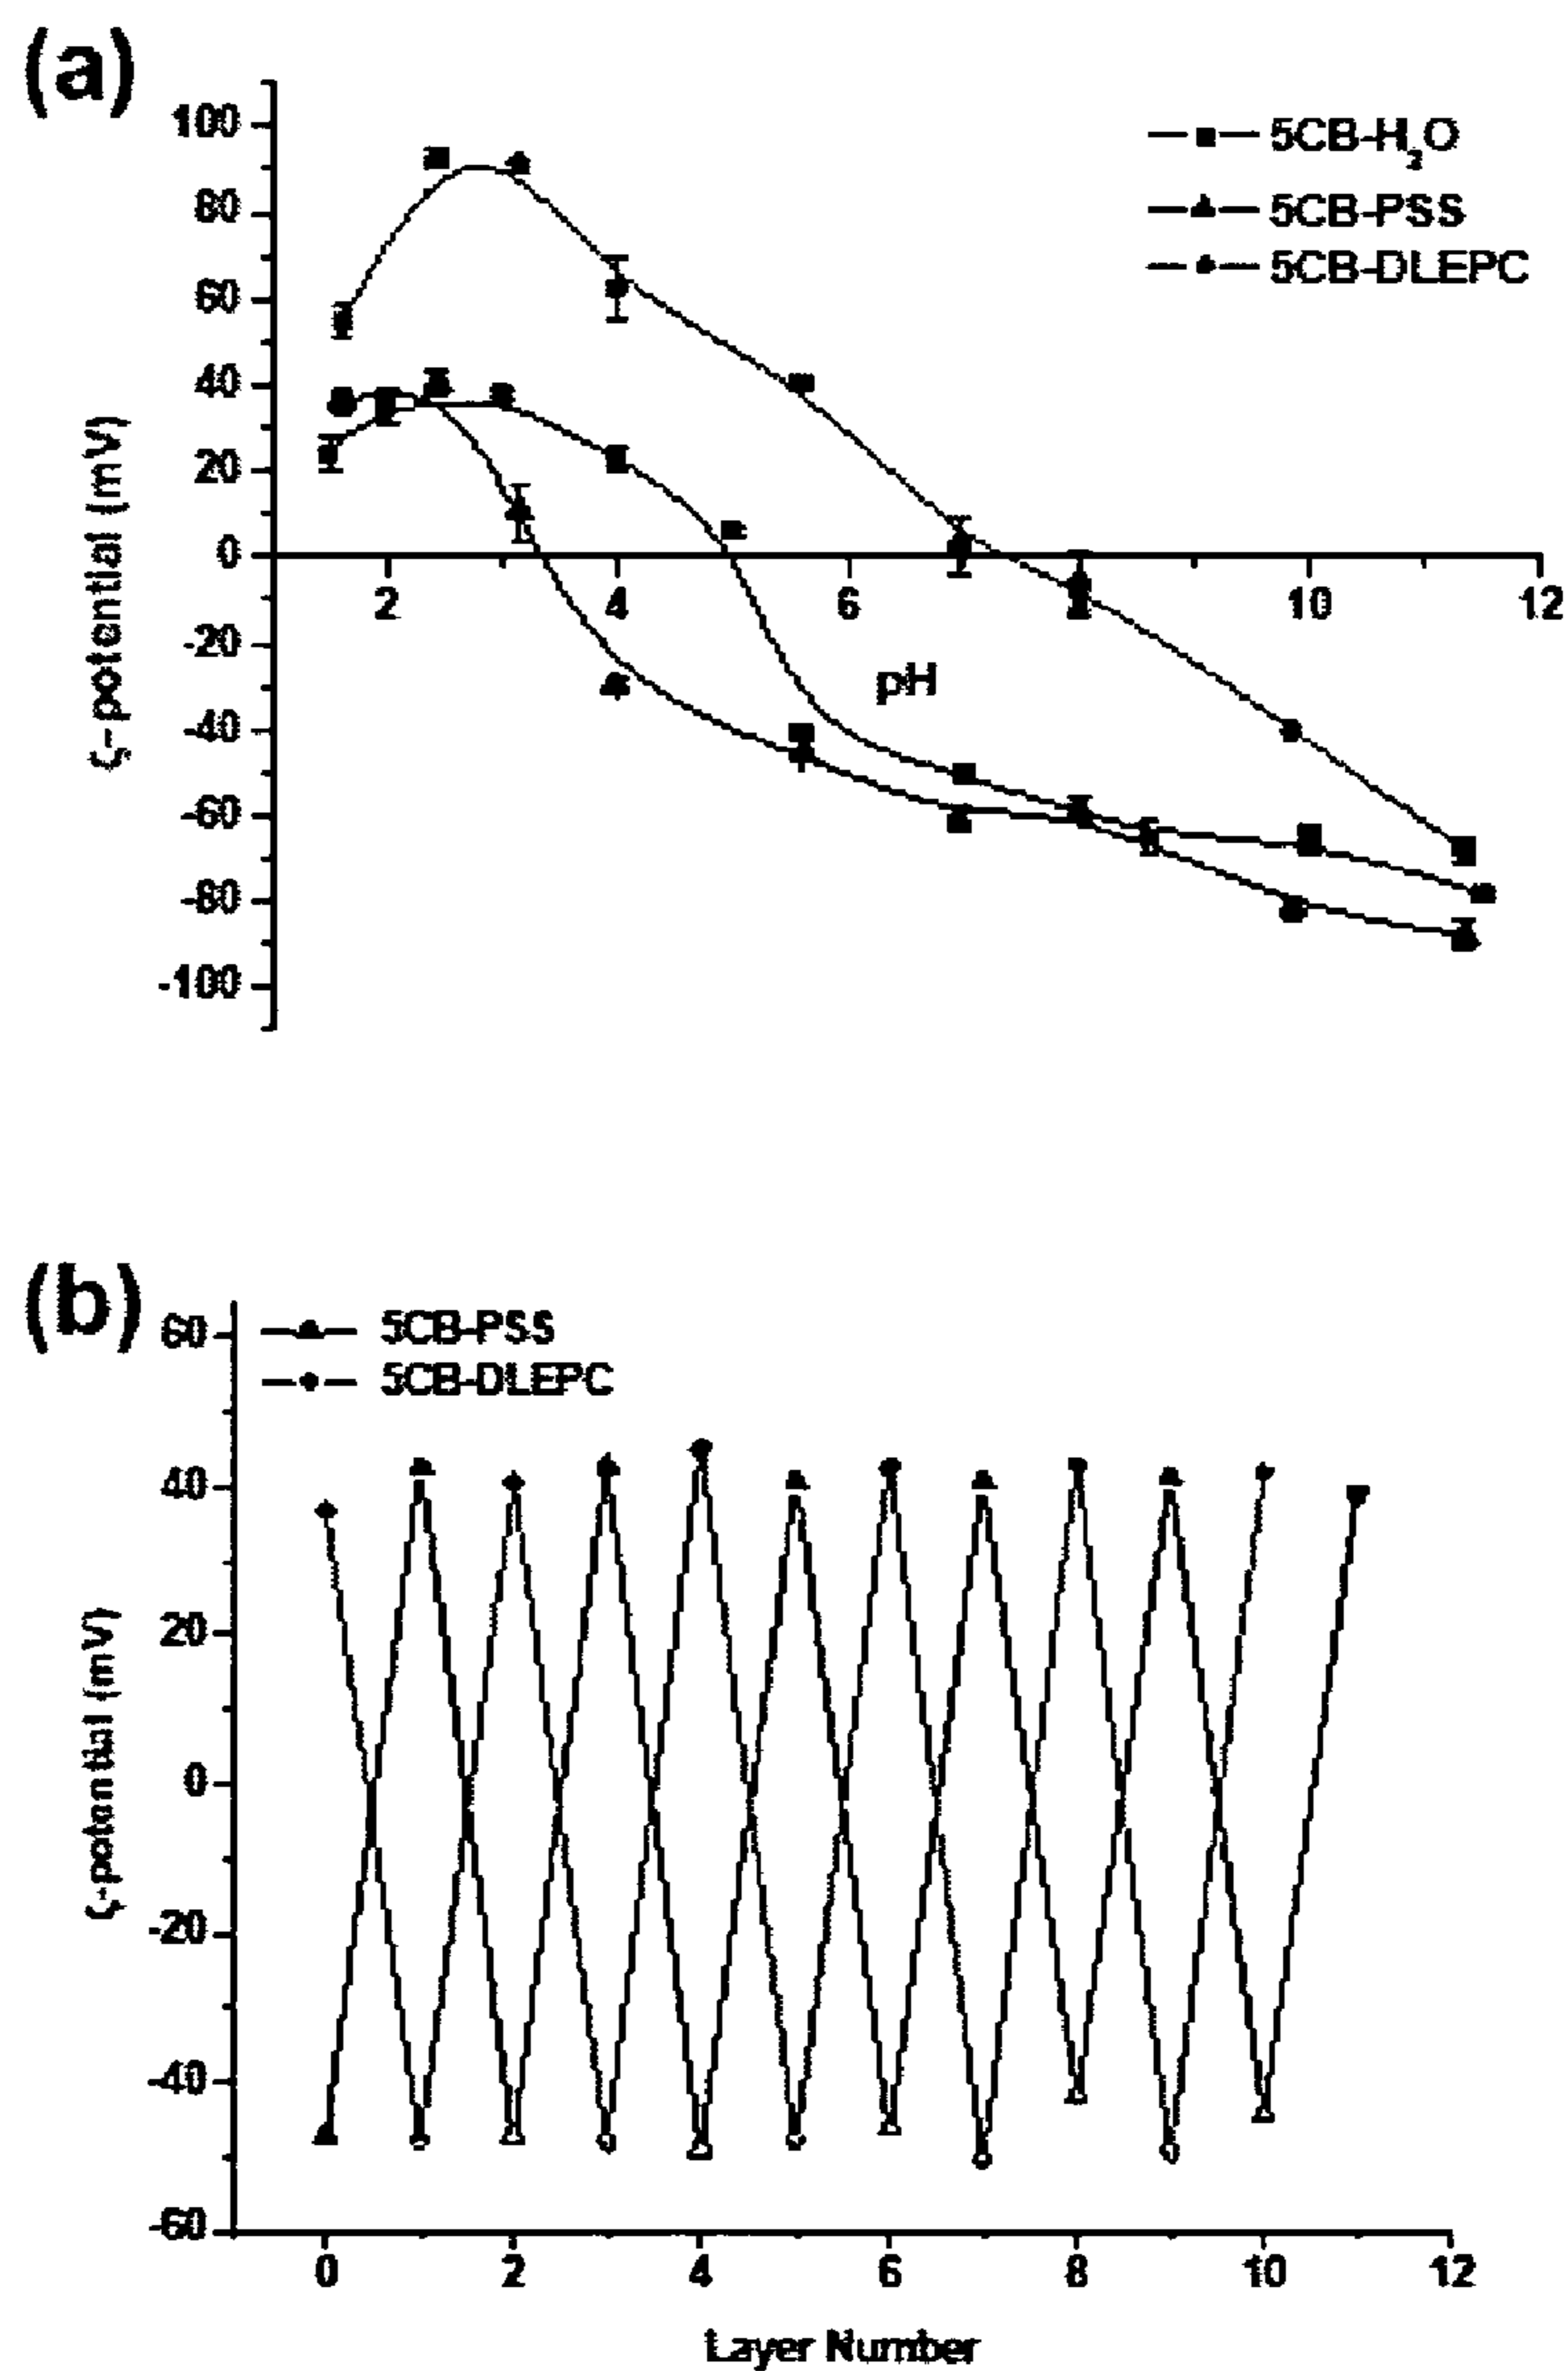 (a)
100
80
60
40
20
0
-20
-40
-60
-80
-100
ζ-potential (mV)
2
4
6
8
10
12
pH
5CB-H₂O
5CB-PSS
5CB-DLEPC
(b)
60
40
20
0
-20
-40
-60
ζ-potential (mV)
5CB-PSS
5CB-DLEPC
0
2
4
6
8
10
12
Layer Number